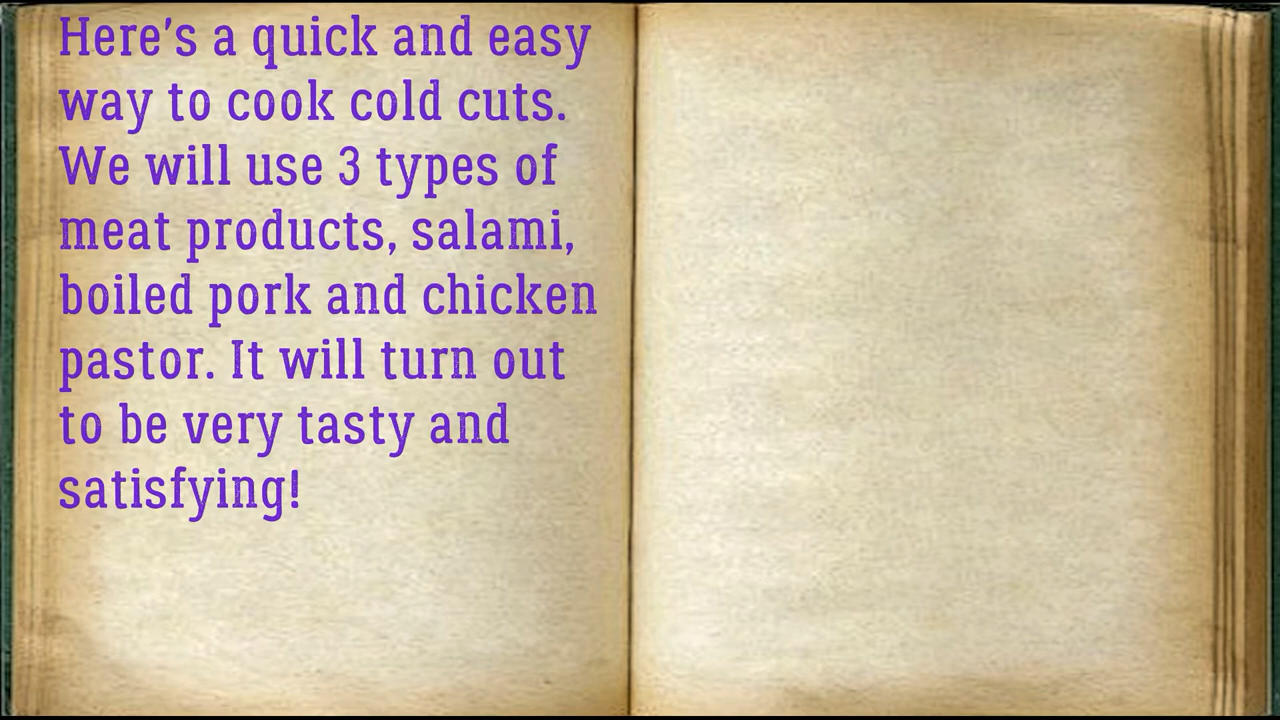 Here's a quick and easy
way to cook cold cuts.
We will use 3 types of
meat products, salami,
boiled pork and chicken
pastor. It will turn out
to be very tasty and
satisfying!